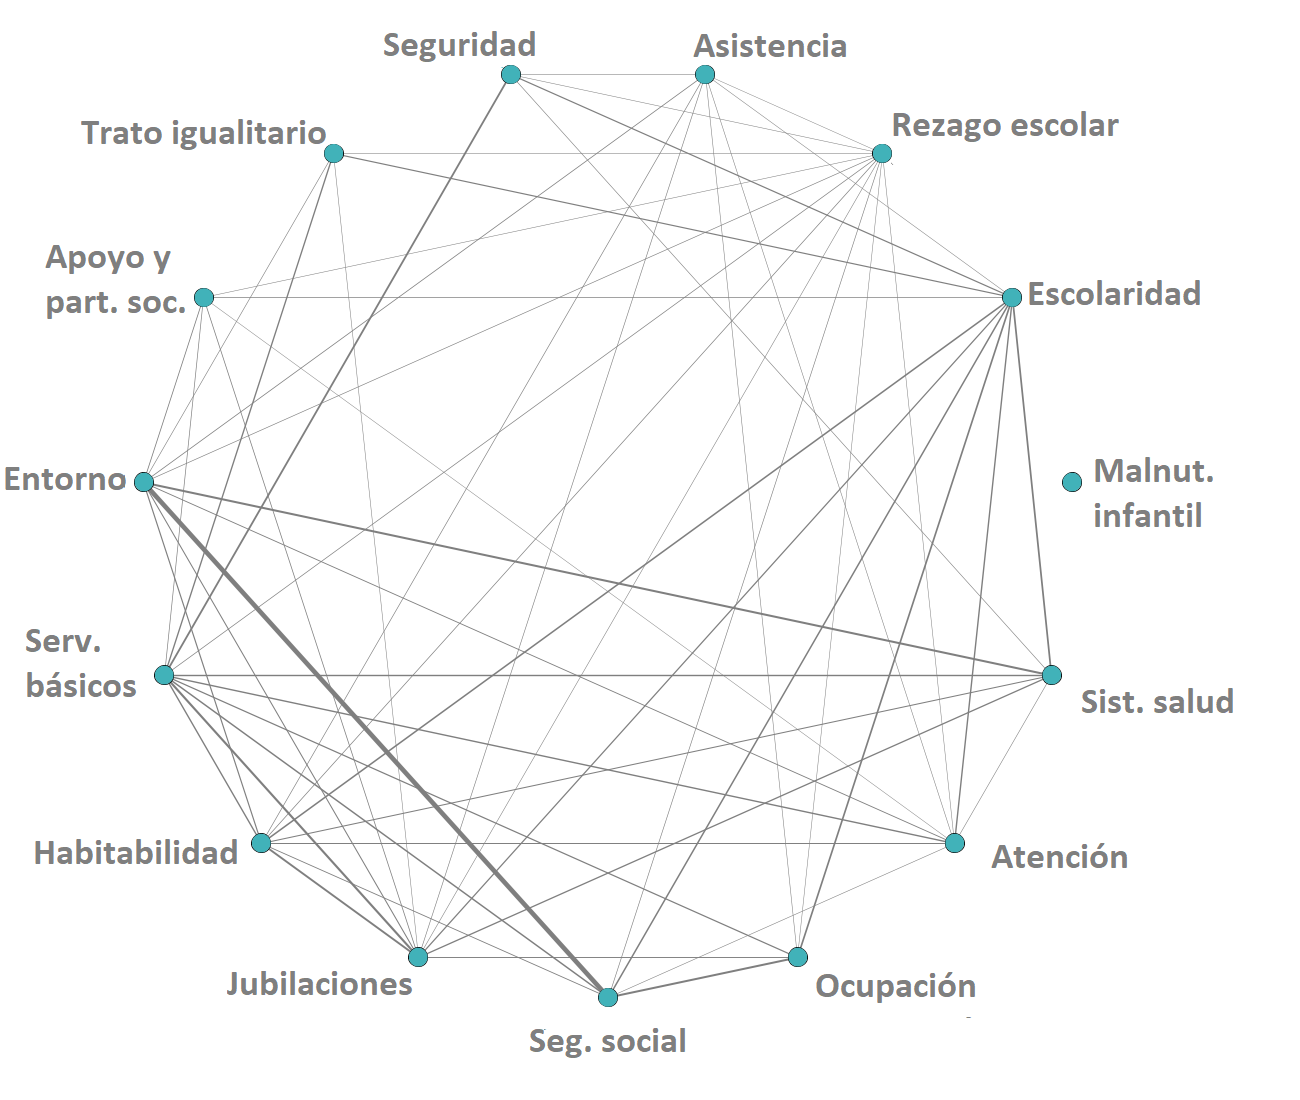 Seguridad
Asistencia
Trato igualitario
Rezago escolar
Apoyo y
part. soc.
Escolaridad
Entorno
Malnut.
infantil
Serv.
básicos
Sist. salud
Habitabilidad
Atención
Jubilaciones
Ocupación
Seg. social